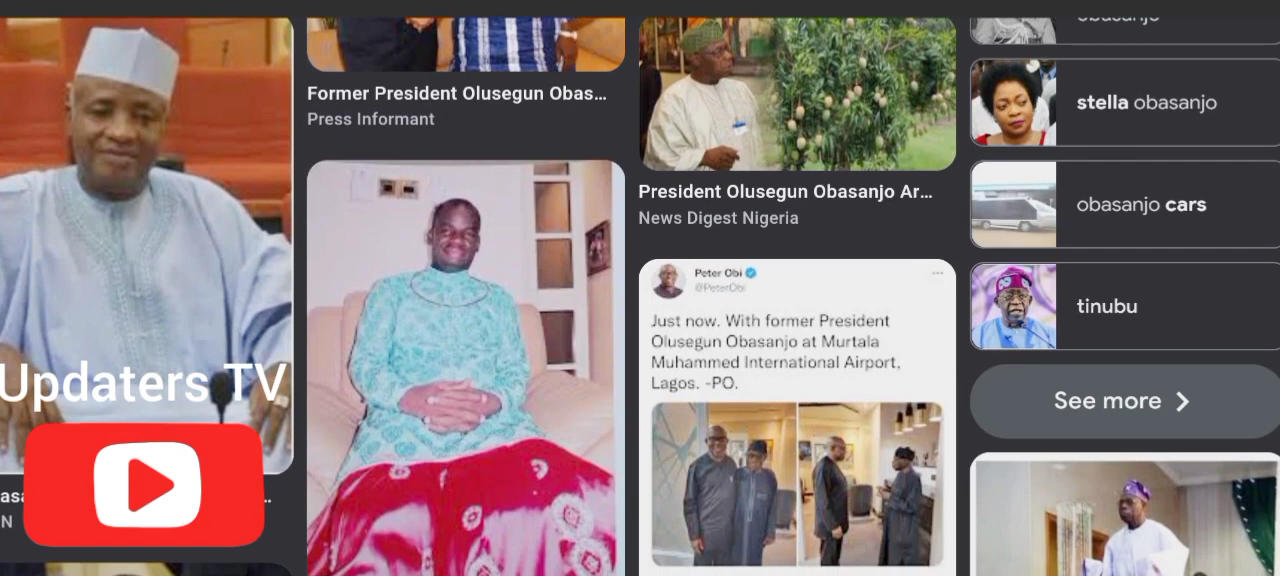 Updaters TV
N
Former President Olusegun Obas...
Press Informant
President Olusegun Obasanjo Ar...
News Digest Nigeria
Peter Obi
@PeterObi
Just now. With former President
Olusegun Obasanjo at Murtala
Muhammed International Airport,
Lagos. -PO.
obasanjo
stella obasanjo
obasanjo cars
tinubu
See more